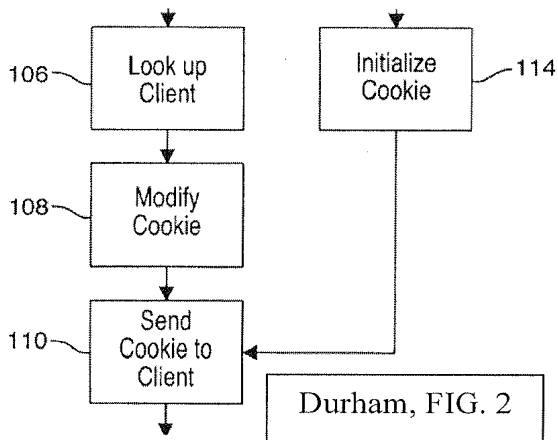 106
Look up
Client
Initialize
Cookie
114
108
Modify
Cookie
110
Send
Cookie to
Client
Durham, FIG. 2